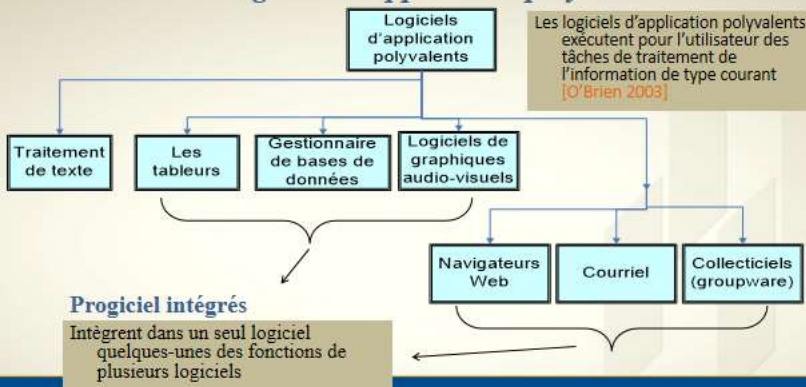 Logiciels
d'application
polyvalents
Les logiciels d'application polyvalents
exécutent pour l'utilisateur des
tâches de traitement de
l'information de type courant
[O'Brien 2003]
Traitement
de texte
Les
tableurs
Gestionnaire
de bases de
données
Logiciels de
graphiques
audio-visuels
Navigateurs
Web
Courriel
Collecticiels
(groupware)
Progiciel intégrés
Intègrent dans un seul logiciel
quelques-unes des fonctions de
plusieurs logiciels